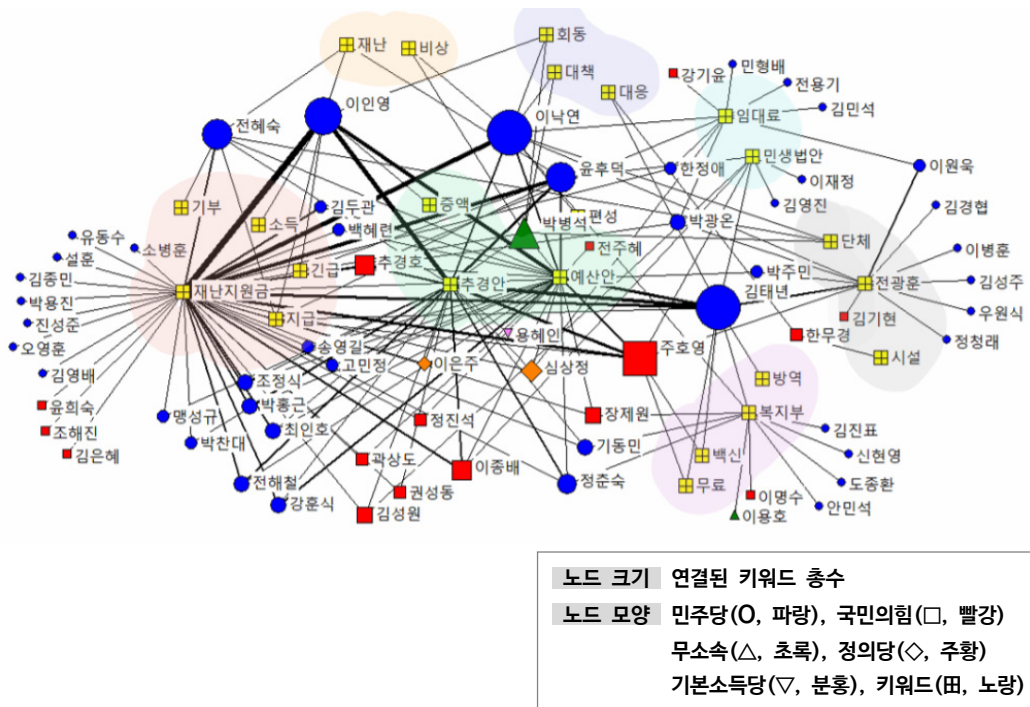 재난
비상
회동
대책
대응
강기윤
민형배
전용기
김민석
임대료
이인영
이낙연
전혜숙
윤후덕
한정애
민생법안
이원욱
이재정
김영진
김경협
기부
소득
김두관
백혜련
증액
박병석
편성
박광온
전주혜
단체
유동수
설훈
소병훈
김종민
박용진
진성준
오영훈
김영배
윤희숙
조해진
김은혜
재난지원금
긴급
추경호
추경안
예산안
박주민
김태년
전광훈
이병훈
김성주
우원식
정청래
김기현
한무경
시설
지급
송영길
고민정
이은주
용혜인
심상정
주호영
조정식
박홍근
최인호
맹성규
박찬대
전해철
강훈식
정진석
곽상도
권성동
김성원
이종배
장제원
기동민
정춘숙
방역
복지부
백신
무료
김진표
신현영
도종환
안민석
이명수
이용호
노드 크기 연결된 키워드 총수
노드 모양 민주당(O, 파랑), 국민의힘(□, 빨강)
무소속(△, 초록), 정의당(◇, 주황)
기본소득당(▽, 분홍), 키워드(田, 노랑)